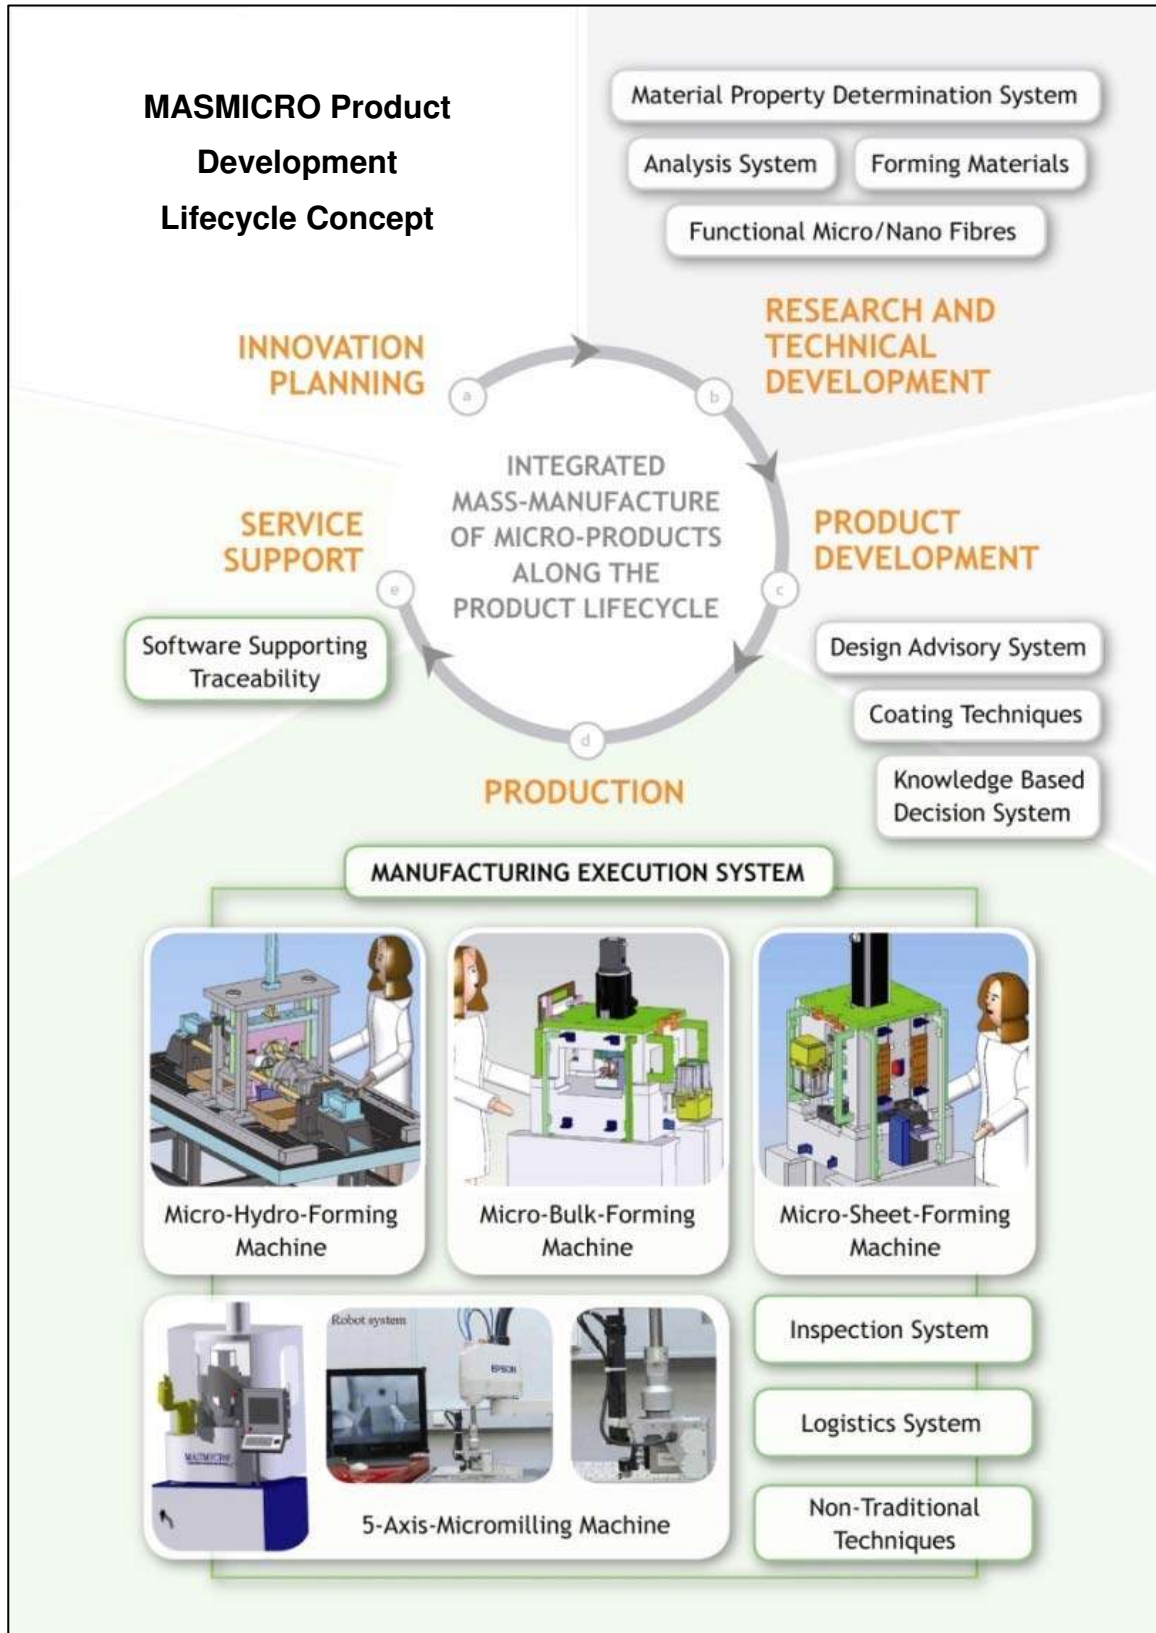 MASMICRO Product
Development
Lifecycle Concept
Material Property Determination System
Analysis System
Forming Materials
Functional Micro/Nano Fibres
INNOVATION
PLANNING
RESEARCH AND
TECHNICAL
DEVELOPMENT
a
b
INTEGRATED
MASS-MANUFACTURE
OF MICRO-PRODUCTS
ALONG THE
PRODUCT LIFECYCLE
SERVICE
SUPPORT
PRODUCT
DEVELOPMENT
e
c
Software Supporting
Traceability
Design Advisory System
Coating Techniques
Knowledge Based
Decision System
d
PRODUCTION
MANUFACTURING EXECUTION SYSTEM
Micro-Hydro-Forming
Machine
Micro-Bulk-Forming
Machine
Micro-Sheet-Forming
Machine
Robot system
EPSON
MASMICRO
5-Axis-Micromilling Machine
Inspection System
Logistics System
Non-Traditional
Techniques